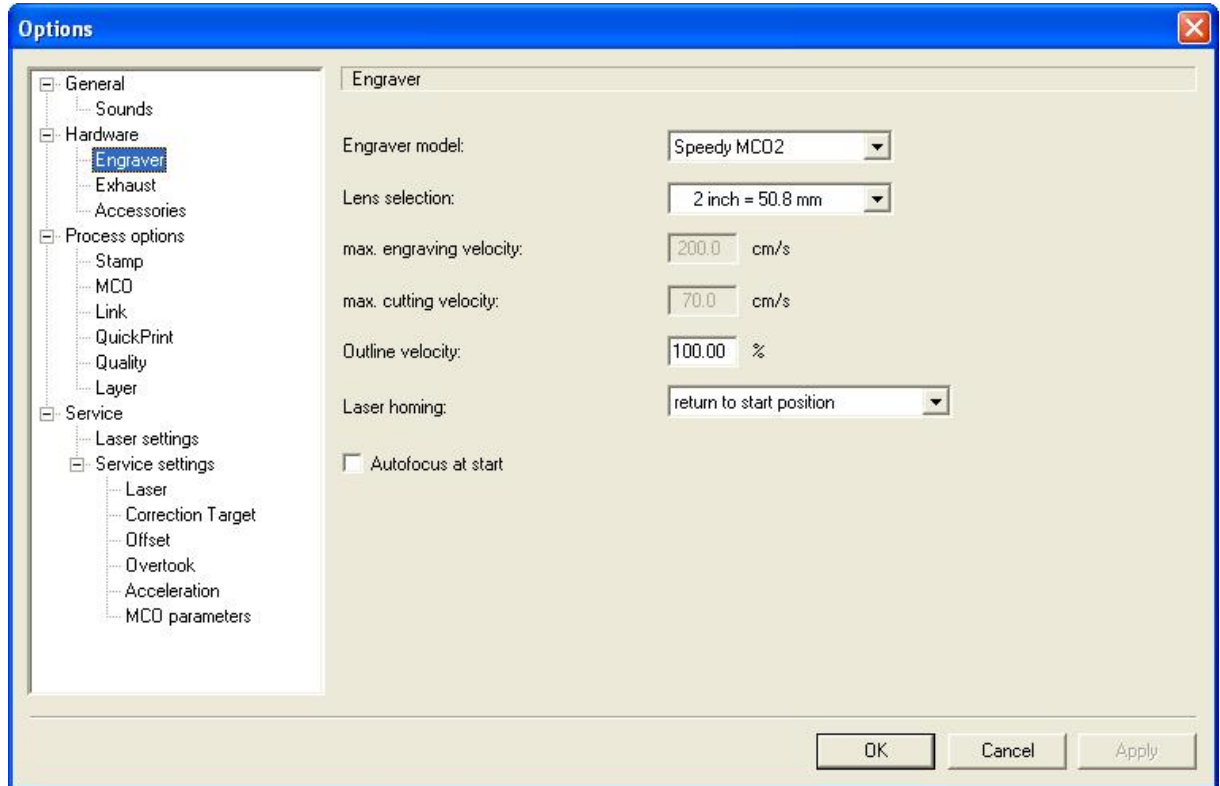 Options
General
Sounds
Hardware
Engraver
Exhaust
Accessories
Process options
Stamp
MCO
Link
QuickPrint
Quality
Layer
Service
Laser settings
Service settings
Laser
Correction Target
Offset
Overtook
Acceleration
MCO parameters
Engraver
Engraver model: Speedy MCO2
Lens selection: 2 inch = 50.8 mm
max. engraving velocity: 200.0 cm/s
max. cutting velocity: 70.0 cm/s
Outline velocity: 100.00 %
Laser homing: return to start position
Autofocus at start
OK Cancel Apply